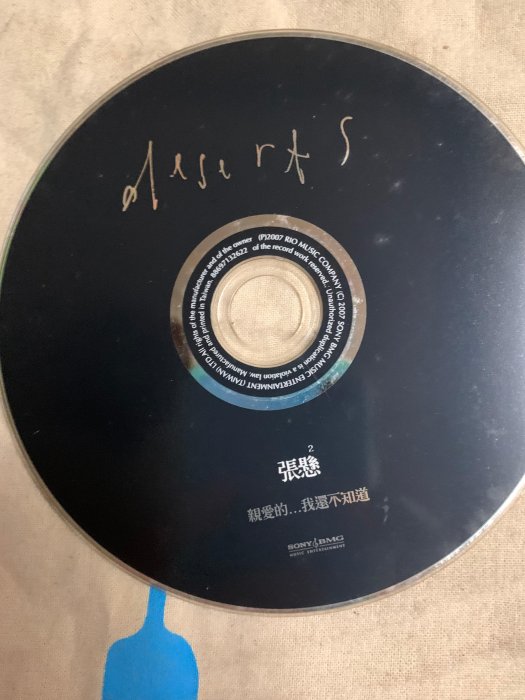 deserts
(P)2007 RIO MUSIC COMPANY (C) 2007 SONY BMG MUSIC ENTERTAINMENT (TAIWAN) LTD.All rights of the manufacturer and of the owner
of the record work reserved. Unauthorized duplication is a violation law. Manufactured and printed in Taiwan. 88697132622
2
張懸
親愛的...我還不知道
SONY BMG
MUSIC ENTERTAINMENT